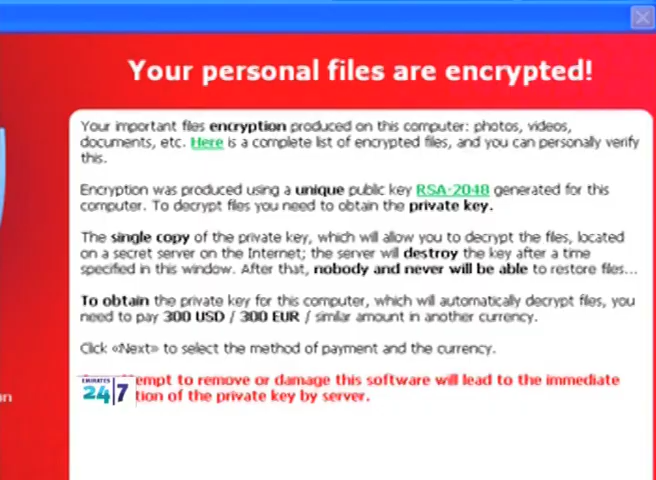 Your personal files are encrypted!
Your important files encryption produced on this computer: photos, videos,
documents, etc. Here is a complete list of encrypted files, and you can personally verify
this.
Encryption was produced using a unique public key RSA-2048 generated for this
computer. To decrypt files you need to obtain the private key.
The single copy of the private key, which will allow you to decrypt the files, located
on a secret server on the Internet; the server will destroy the key after a time
specified in this window. After that, nobody and never will be able to restore files...
To obtain the private key for this computer, which will automatically decrypt files, you
need to pay 300 USD / 300 EUR / similar amount in another currency.
Click «Next» to select the method of payment and the currency.
empt to remove or damage this software will lead to the immediate
EMIRATES
24|7
tion of the private key by server.